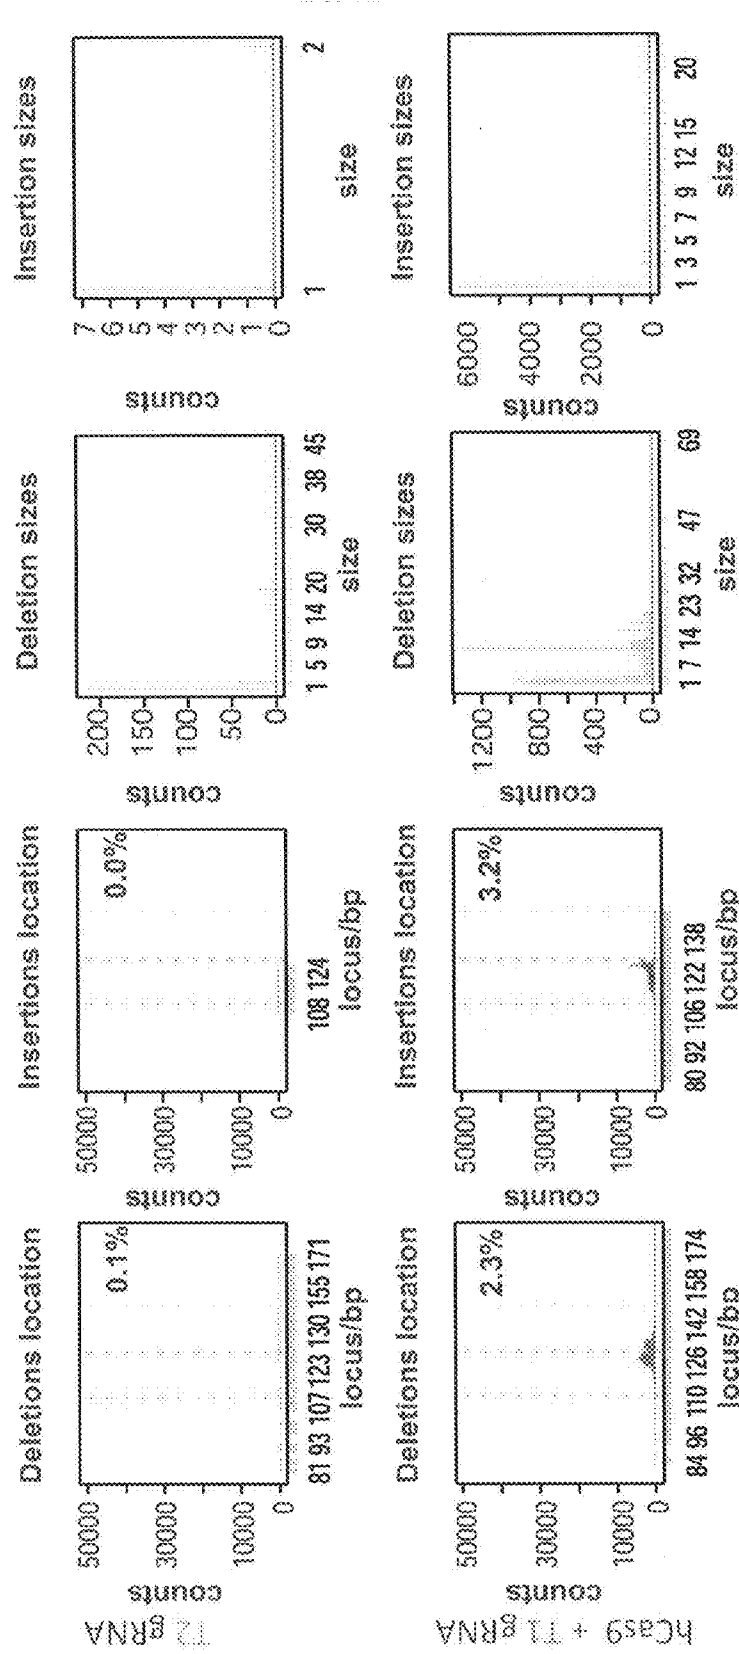 T2 gRNA
Deletions location
counts
50000
30000
10000
0
0.1%
81 93 107 123 130 155 171
locus/bp
Insertions location
counts
50000
30000
10000
0
0.0%
108 124
locus/bp
Deletion sizes
counts
200
150
100
50
0
1 5 9 14 20 30 38 45
size
Insertion sizes
counts
7
6
5
4
3
2
1
0
1 2
size
hCas9 + T1 gRNA
Deletions location
counts
50000
30000
10000
0
2.3%
84 96 110 126 142 158 174
locus/bp
Insertions location
counts
50000
30000
10000
0
3.2%
80 92 106 122 138
locus/bp
Deletion sizes
counts
1200
800
400
0
1 7 14 23 32 47 69
size
Insertion sizes
counts
6000
4000
2000
0
1 3 5 7 9 12 15 20
size